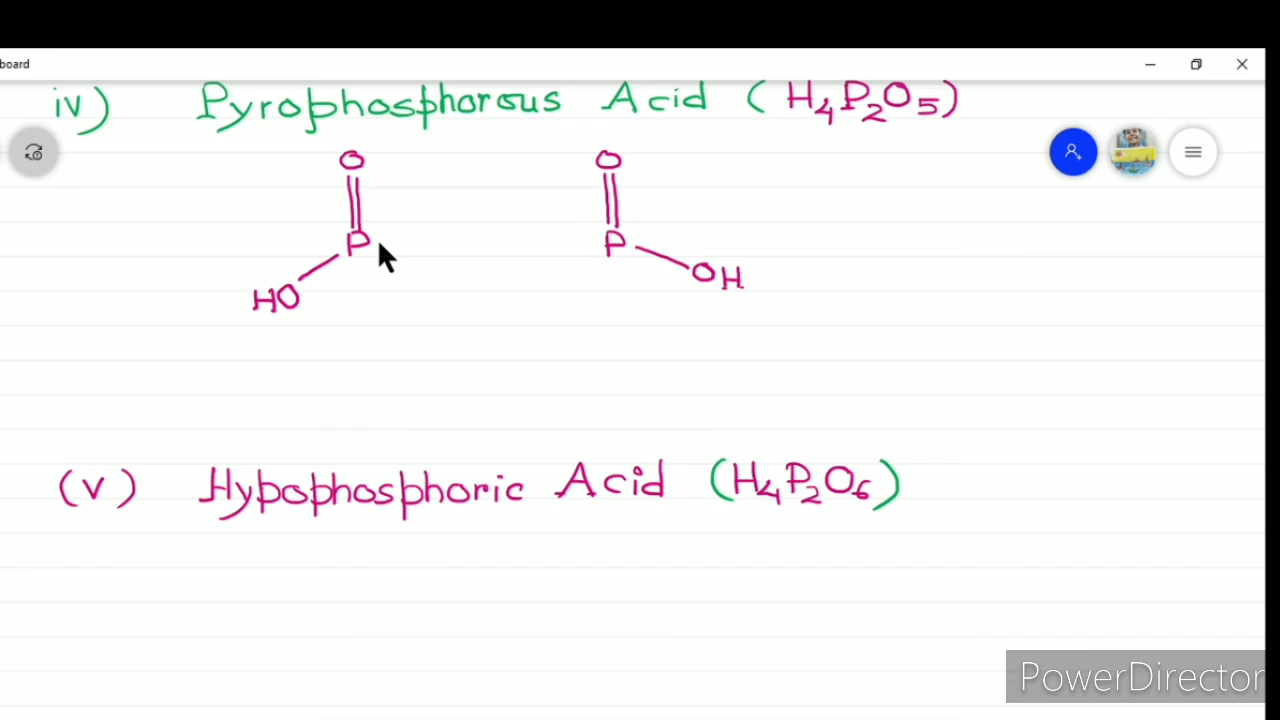 board
iv) Pyrophosphorous Acid (H₄P₂O₅)
O O
P P
HO OH
(v) Hypophosphoric Acid (H₄P₂O₆)
PowerDirector